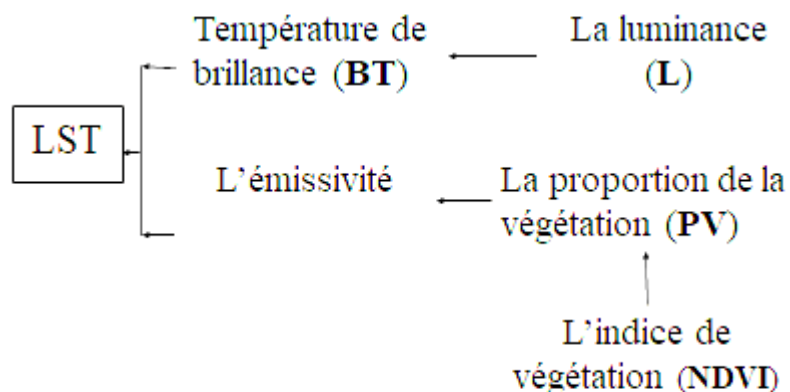 Température de
brillance (BT)
La luminance
(L)
LST
L'émissivité
La proportion de la
végétation (PV)
L'indice de
végétation (NDVI)